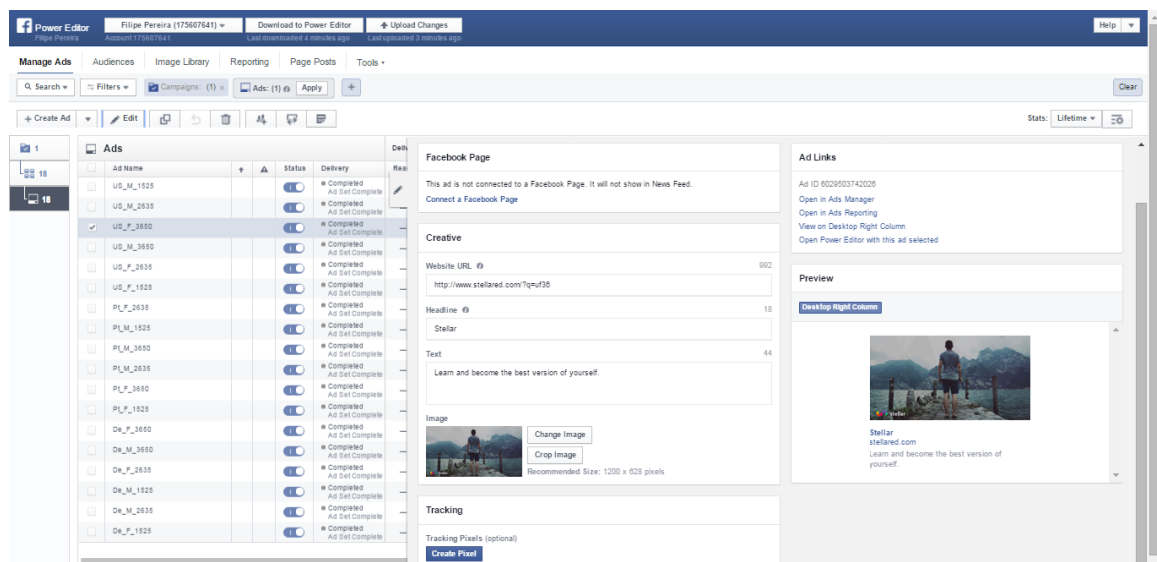 Power Editor
Filipe Pereira
Filipe Pereira (175607641)
Account 175607641
Download to Power Editor
Last downloaded 4 minutes ago
Upload Changes
Last uploaded 3 minutes ago
Help
Manage Ads Audiences Image Library Reporting Page Posts Tools
Search Filters Campaigns: (1) × Ads: (1) Apply + Clear
+ Create Ad Edit Stats: Lifetime
1
18
18
Ads
Ad Name Status Delivery
US_M_1525 Completed
Ad Set Complete
US_M_2635 Completed
Ad Set Complete
US_F_3650 Completed
Ad Set Complete
US_M_3650 Completed
Ad Set Complete
US_F_2635 Completed
Ad Set Complete
US_F_1525 Completed
Ad Set Complete
Pt_F_2635 Completed
Ad Set Complete
Pt_M_1525 Completed
Ad Set Complete
Pt_M_3650 Completed
Ad Set Complete
Pt_M_2635 Completed
Ad Set Complete
Pt_F_3650 Completed
Ad Set Complete
Pt_F_1525 Completed
Ad Set Complete
De_F_3650 Completed
Ad Set Complete
De_M_3650 Completed
Ad Set Complete
De_F_2635 Completed
Ad Set Complete
De_M_1525 Completed
Ad Set Complete
De_M_2635 Completed
Ad Set Complete
De_F_1525 Completed
Ad Set Complete
Facebook Page
This ad is not connected to a Facebook Page. It will not show in News Feed.
Connect a Facebook Page
Creative
Website URL 992
http://www.stellared.com/?q=uf36
Headline 18
Stellar
Text 44
Learn and become the best version of yourself.
Image
Change Image
Crop Image
Recommended Size: 1200 x 628 pixels
Tracking
Tracking Pixels (optional)
Create Pixel
Ad Links
Ad ID 6029503742026
Open in Ads Manager
Open in Ads Reporting
View on Desktop Right Column
Open Power Editor with this ad selected
Preview
Desktop Right Column
stellar
Stellar
stellared.com
Learn and become the best version of
yourself.